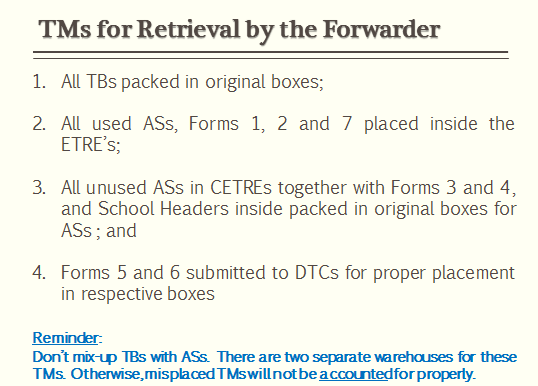 TMs for Retrieval by the Forwarder
1. All TBs packed in original boxes;
2. All used ASs, Forms 1, 2 and 7 placed inside the
ETRE's;
3. All unused ASs in CETREs together with Forms 3 and 4,
and School Headers inside packed in original boxes for
ASs ; and
4. Forms 5 and 6 submitted to DTCs for proper placement
in respective boxes
Reminder:
Don't mix-up TBs with ASs. There are two separate warehouses for these
TMs. Otherwise, misplaced TMs will not be accounted for properly.